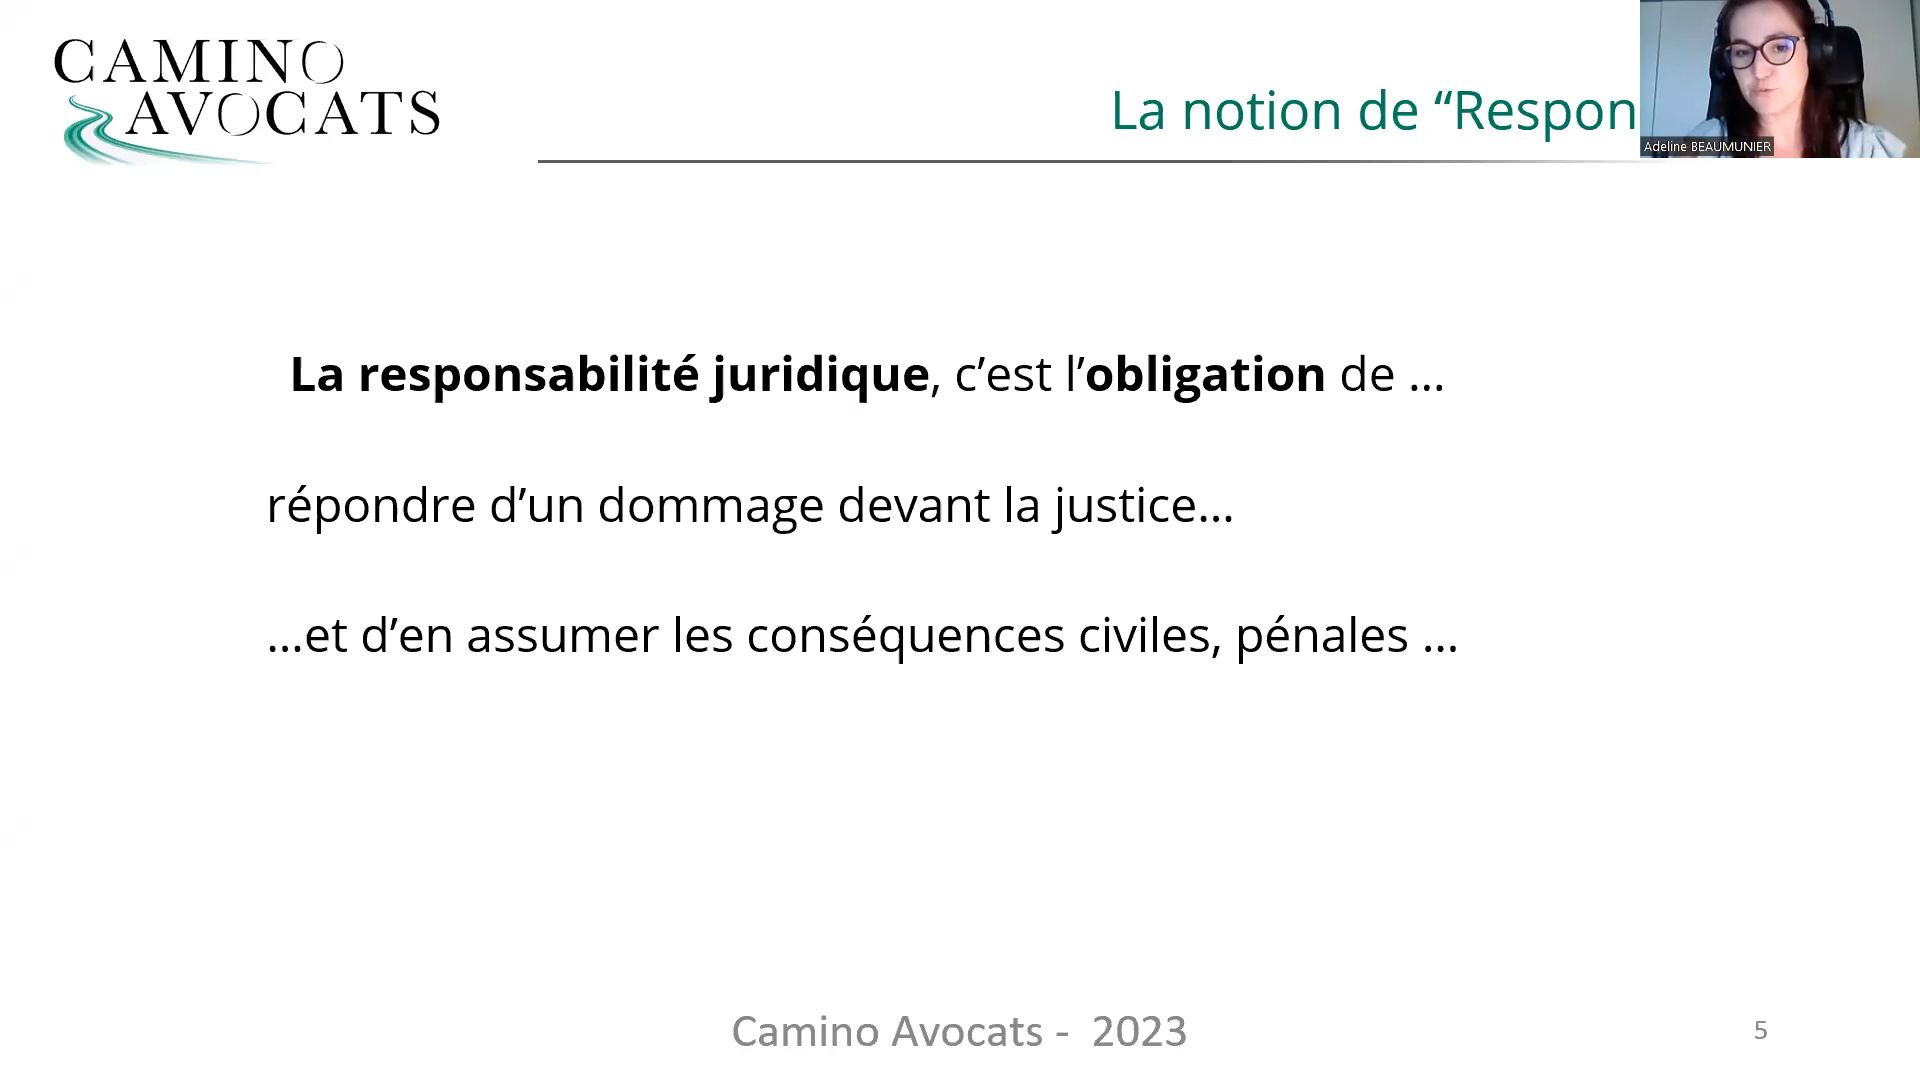 CAMINO
AVOCATS
La notion de “Respon
Adeline BEAUMUNIER
La responsabilité juridique, c’est l’obligation de …
répondre d’un dommage devant la justice…
…et d’en assumer les conséquences civiles, pénales …
Camino Avocats - 2023
5